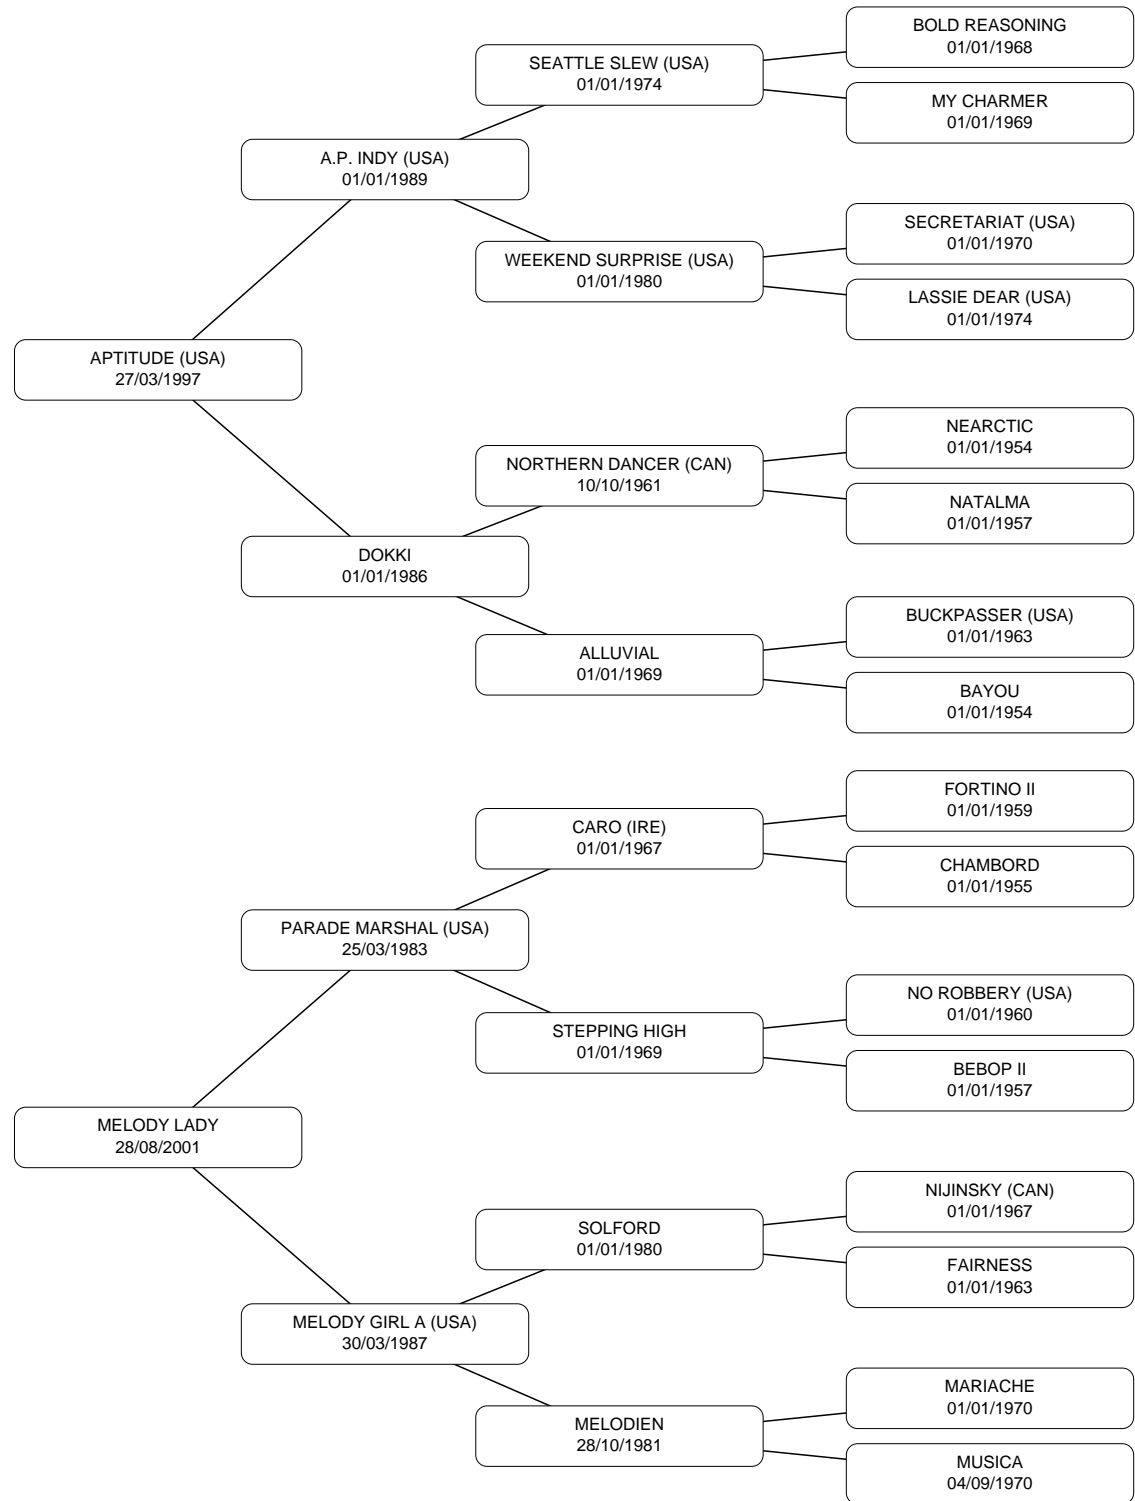 BOLD REASONING
01/01/1968
SEATTLE SLEW (USA)
01/01/1974
MY CHARMER
01/01/1969
A.P. INDY (USA)
01/01/1989
SECRETARIAT (USA)
01/01/1970
WEEKEND SURPRISE (USA)
01/01/1980
LASSIE DEAR (USA)
01/01/1974
APTITUDE (USA)
27/03/1997
NEARCTIC
01/01/1954
NORTHERN DANCER (CAN)
10/10/1961
NATALMA
01/01/1957
DOKKI
01/01/1986
BUCKPASSER (USA)
01/01/1963
ALLUVIAL
01/01/1969
BAYOU
01/01/1954
FORTINO II
01/01/1959
CARO (IRE)
01/01/1967
CHAMBORD
01/01/1955
PARADE MARSHAL (USA)
25/03/1983
NO ROBBERY (USA)
01/01/1960
STEPPING HIGH
01/01/1969
BEBOP II
01/01/1957
MELODY LADY
28/08/2001
NIJINSKY (CAN)
01/01/1967
SOLFORD
01/01/1980
FAIRNESS
01/01/1963
MELODY GIRL A (USA)
30/03/1987
MARIACHE
01/01/1970
MELODIEN
28/10/1981
MUSICA
04/09/1970